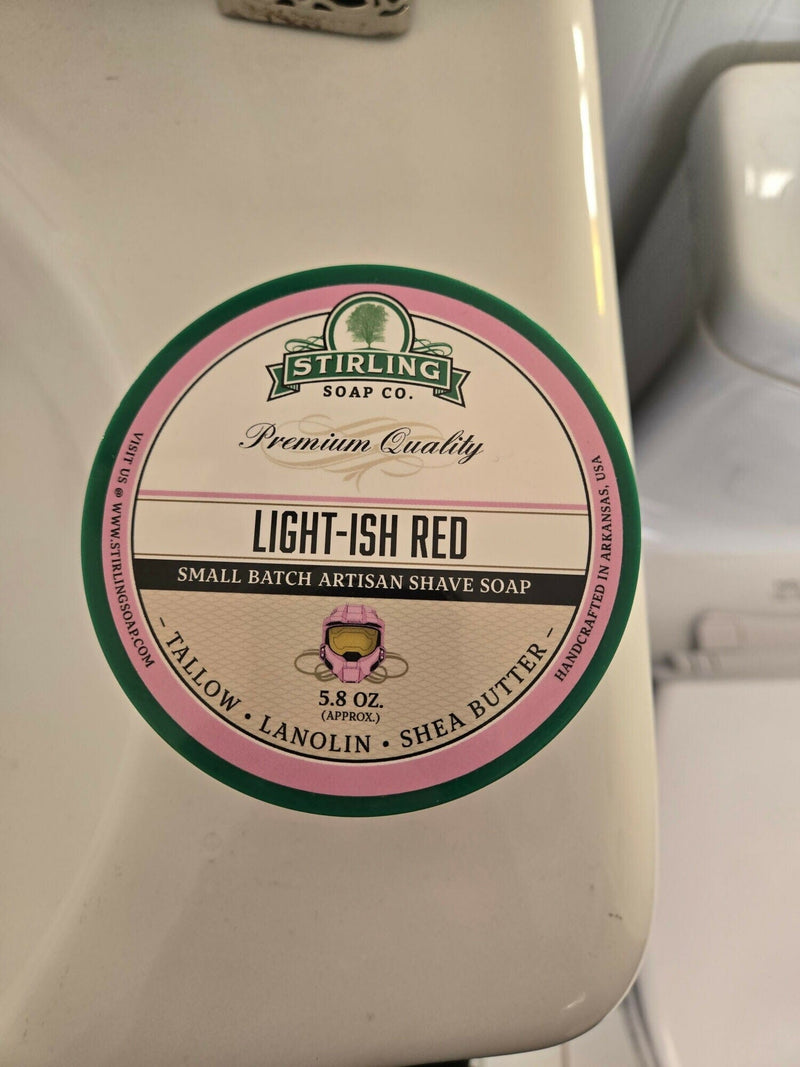 STIRLING
SOAP CO.
Premium Quality
LIGHT-ISH RED
SMALL BATCH ARTISAN SHAVE SOAP
5.8 OZ.
(APPROX.)
– TALLOW • LANOLIN • SHEA BUTTER –
VISIT US @ WWW.STIRLINGSOAP.COM
HANDCRAFTED IN ARKANSAS, USA